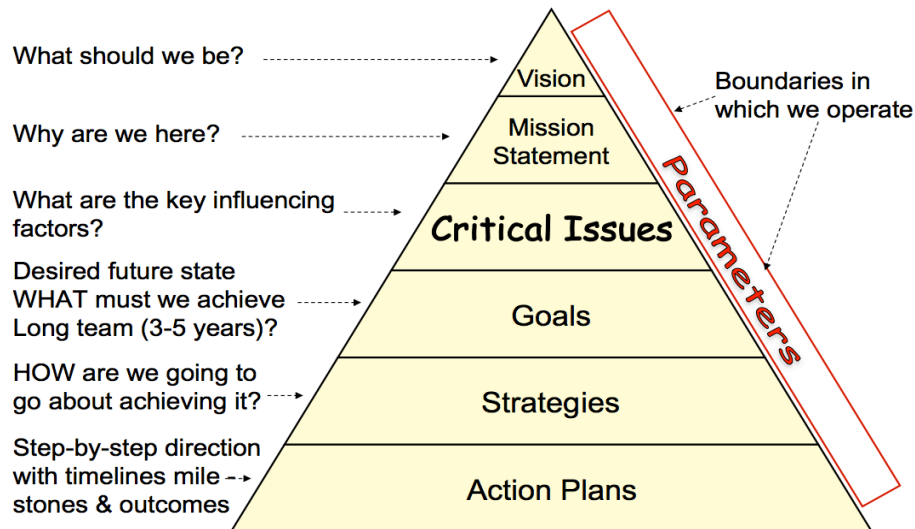 What should we be?
Vision
Boundaries in
which we operate
Why are we here?
Mission
Statement
Parameters
What are the key influencing
factors?
Critical Issues
Desired future state
WHAT must we achieve
Long team (3-5 years)?
Goals
HOW are we going to
go about achieving it?
Strategies
Step-by-step direction
with timelines mile
stones & outcomes
Action Plans